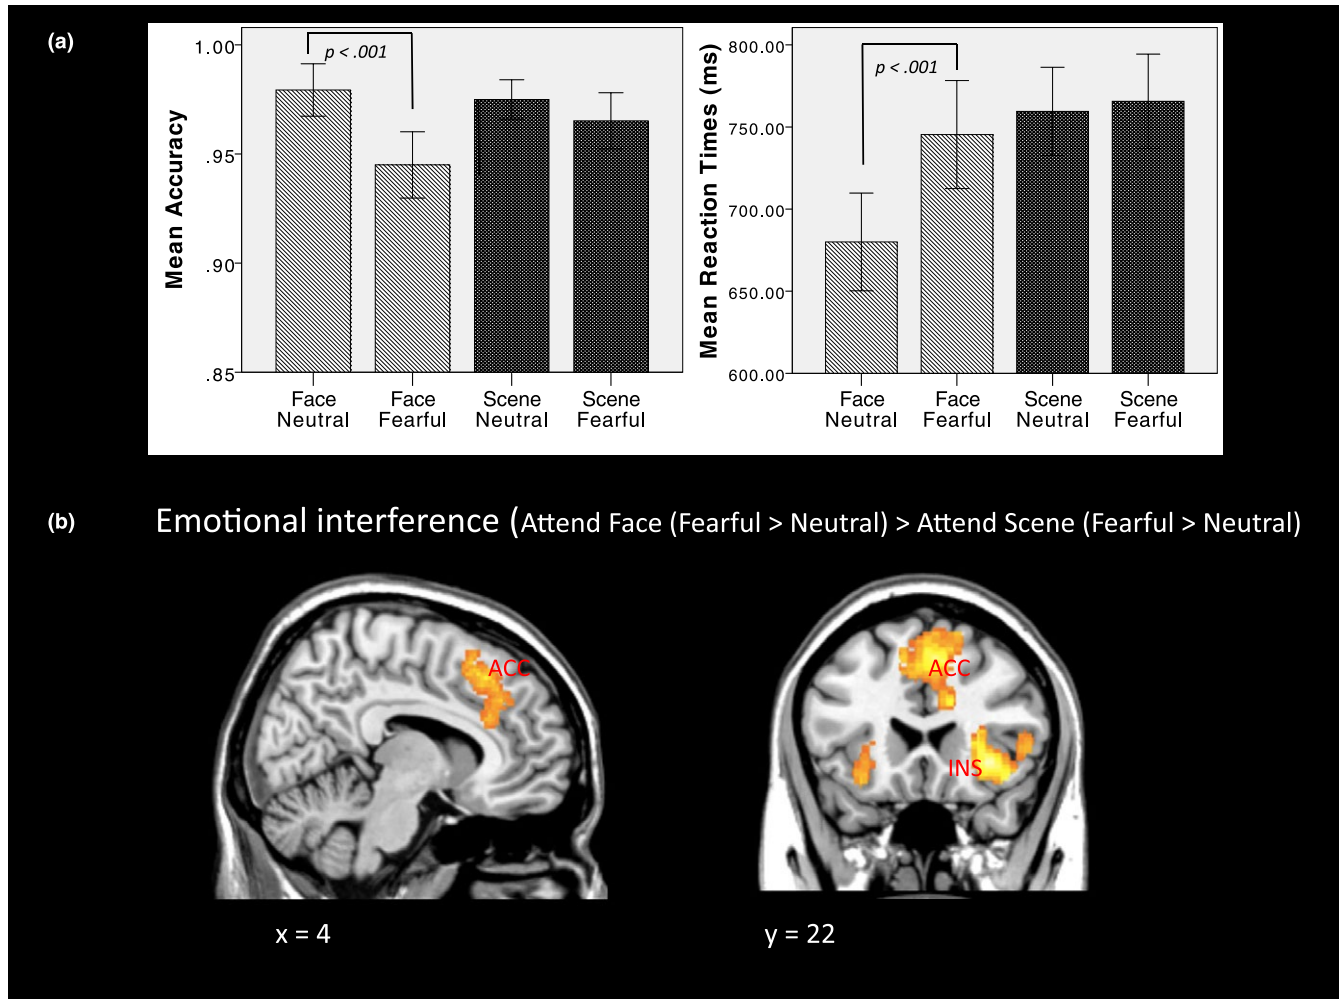 (a)
1.00
.95
.90
.85
Mean Accuracy
p < .001
Face Neutral
Face Fearful
Scene Neutral
Scene Fearful
800.00
750.00
700.00
650.00
600.00
Mean Reaction Times (ms)
p < .001
Face Neutral
Face Fearful
Scene Neutral
Scene Fearful
(b)
Emotional interference (Attend Face (Fearful > Neutral) > Attend Scene (Fearful > Neutral)
ACC
ACC
INS
x = 4
y = 22